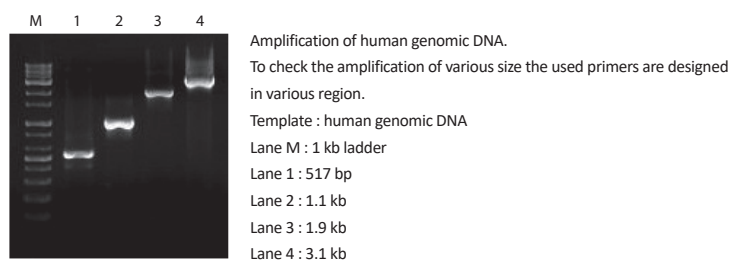 M 1 2 3 4
Amplification of human genomic DNA.
To check the amplification of various size the used primers are designed
in various region.
Template : human genomic DNA
Lane M : 1 kb ladder
Lane 1 : 517 bp
Lane 2 : 1.1 kb
Lane 3 : 1.9 kb
Lane 4 : 3.1 kb